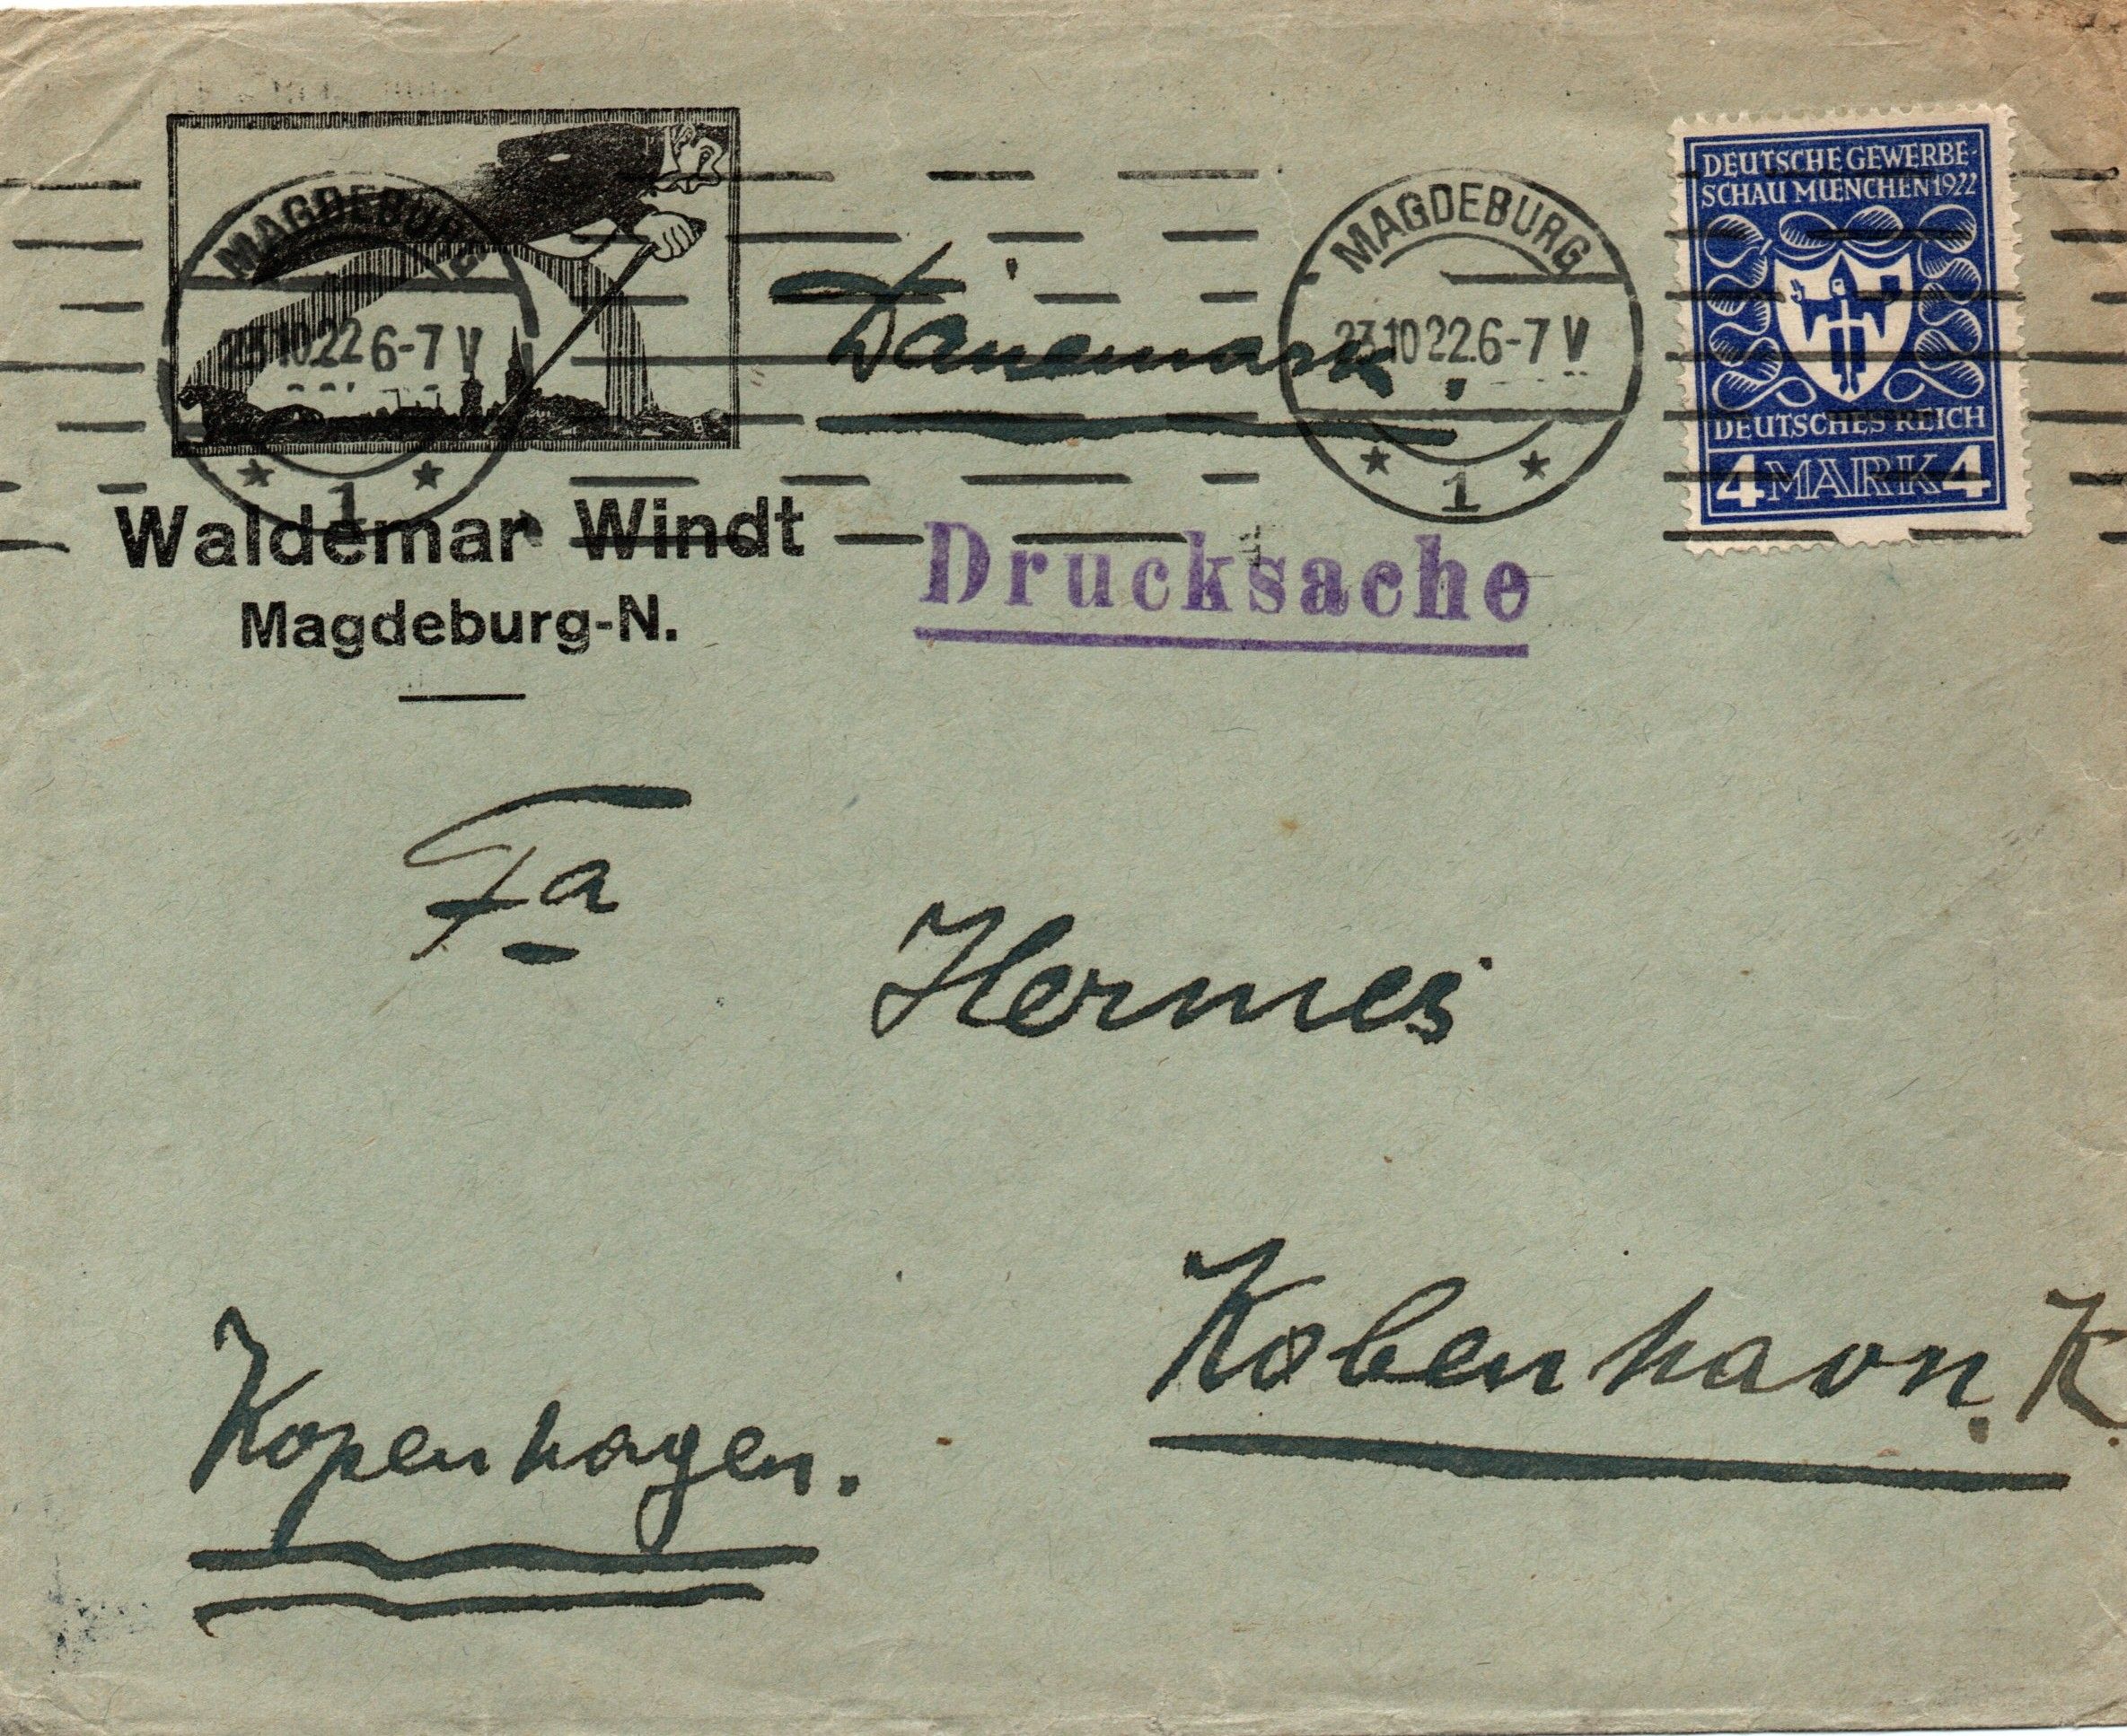 MAGDEBURG
23.10.22 6-7 V
* 1 *
Waldemar Windt
Magdeburg-N.
Dänemark.
MAGDEBURG
23.10.22.6-7 V
* 1 *
Drucksache
DEUTSCHE GEWERBE-
SCHAU MUENCHEN 1922
DEUTSCHES REICH
4 MARK 4
Fa
Hermes
København. K.
Kopenhagen.